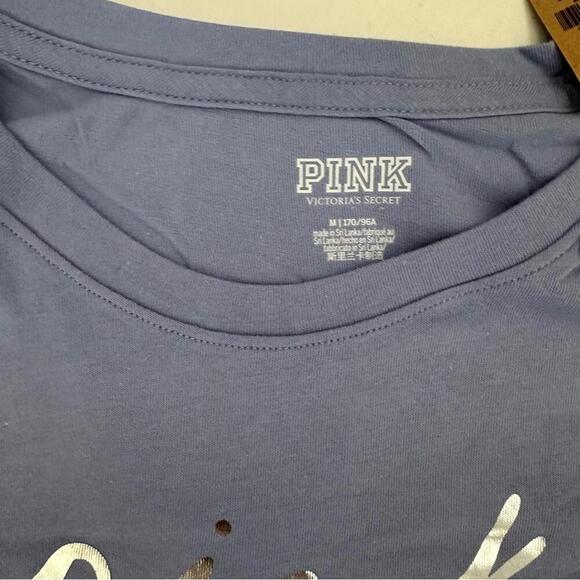 PINK
VICTORIA'S SECRET
M | 170/96A
made in Sri Lanka/fabriqué au
Sri Lanka/hecho en Sri Lanka/
fabbricato in Sri Lanka/
斯里兰卡制造
Pink